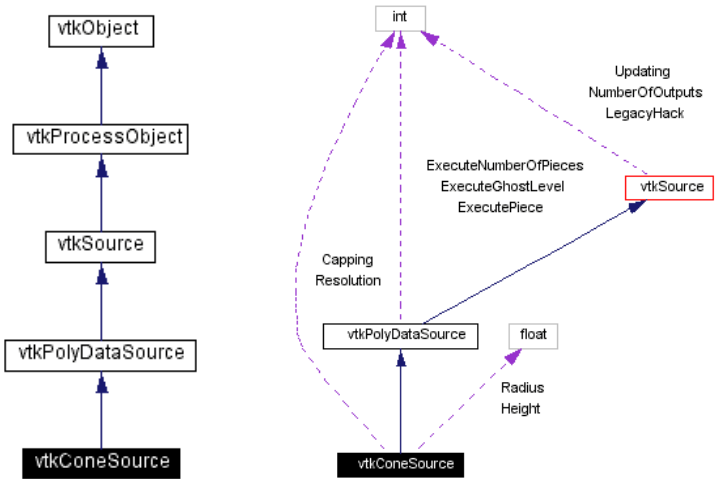 vtkObject
vtkProcessObject
vtkSource
vtkPolyDataSource
vtkConeSource
int
Updating
NumberOfOutputs
LegacyHack
ExecuteNumberOfPieces
ExecuteGhostLevel
ExecutePiece
vtkSource
Capping
Resolution
vtkPolyDataSource
float
Radius
Height
vtkConeSource